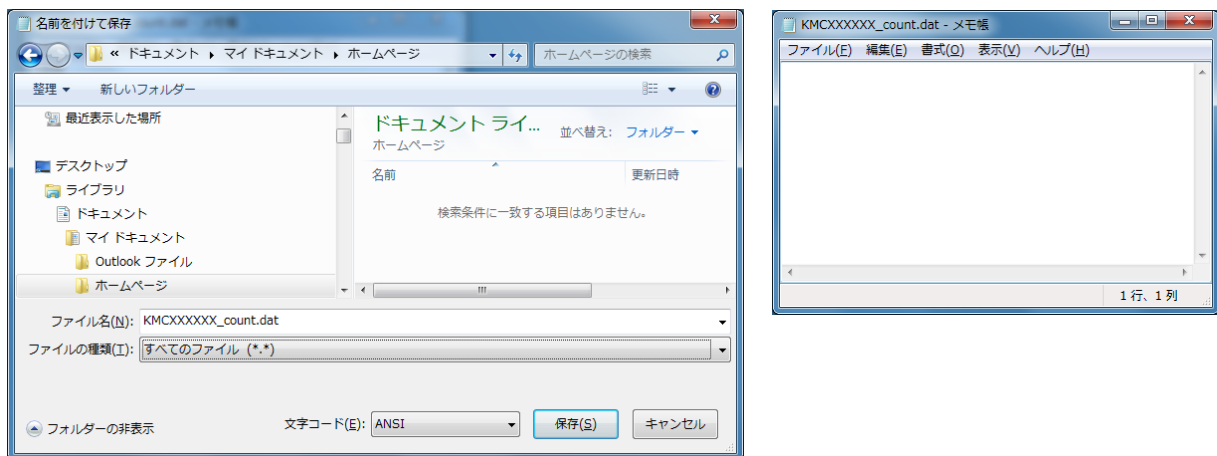 名前を付けて保存
« ドキュメント ▸ マイ ドキュメント ▸ ホームページ
ホームページの検索
整理 ▼ 新しいフォルダー
最近表示した場所
デスクトップ
ライブラリ
ドキュメント
マイ ドキュメント
Outlook ファイル
ホームページ
ドキュメント ライ...
ホームページ
並べ替え: フォルダー ▼
名前 更新日時
検索条件に一致する項目はありません。
ファイル名(N): KMCXXXXXX_count.dat
ファイルの種類(T): すべてのファイル (*.*)
フォルダーの非表示
文字コード(E): ANSI
保存(S)
キャンセル
KMCXXXXXX_count.dat - メモ帳
ファイル(F) 編集(E) 書式(O) 表示(V) ヘルプ(H)
1 行、1 列